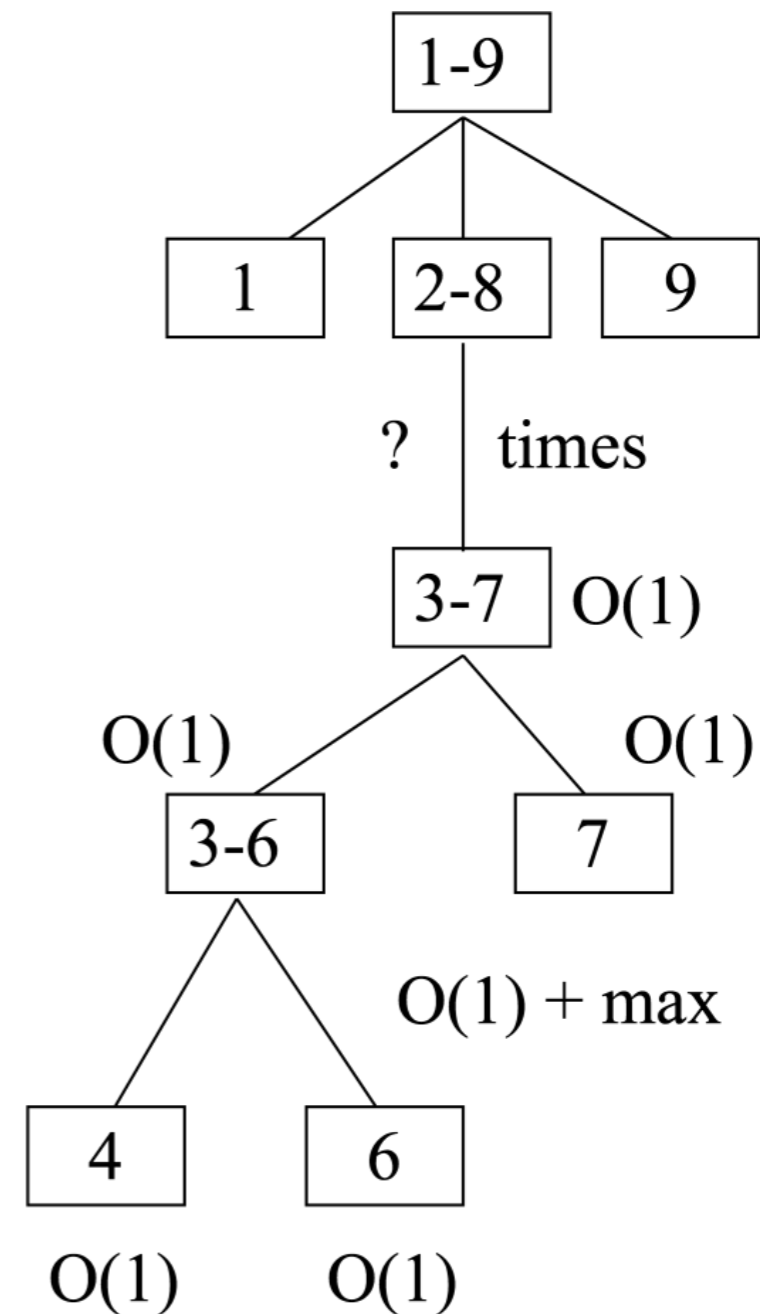 1-9
1 2-8 9
? times
3-7 O(1)
O(1) O(1)
3-6 7
O(1) + max
4 6
O(1) O(1)